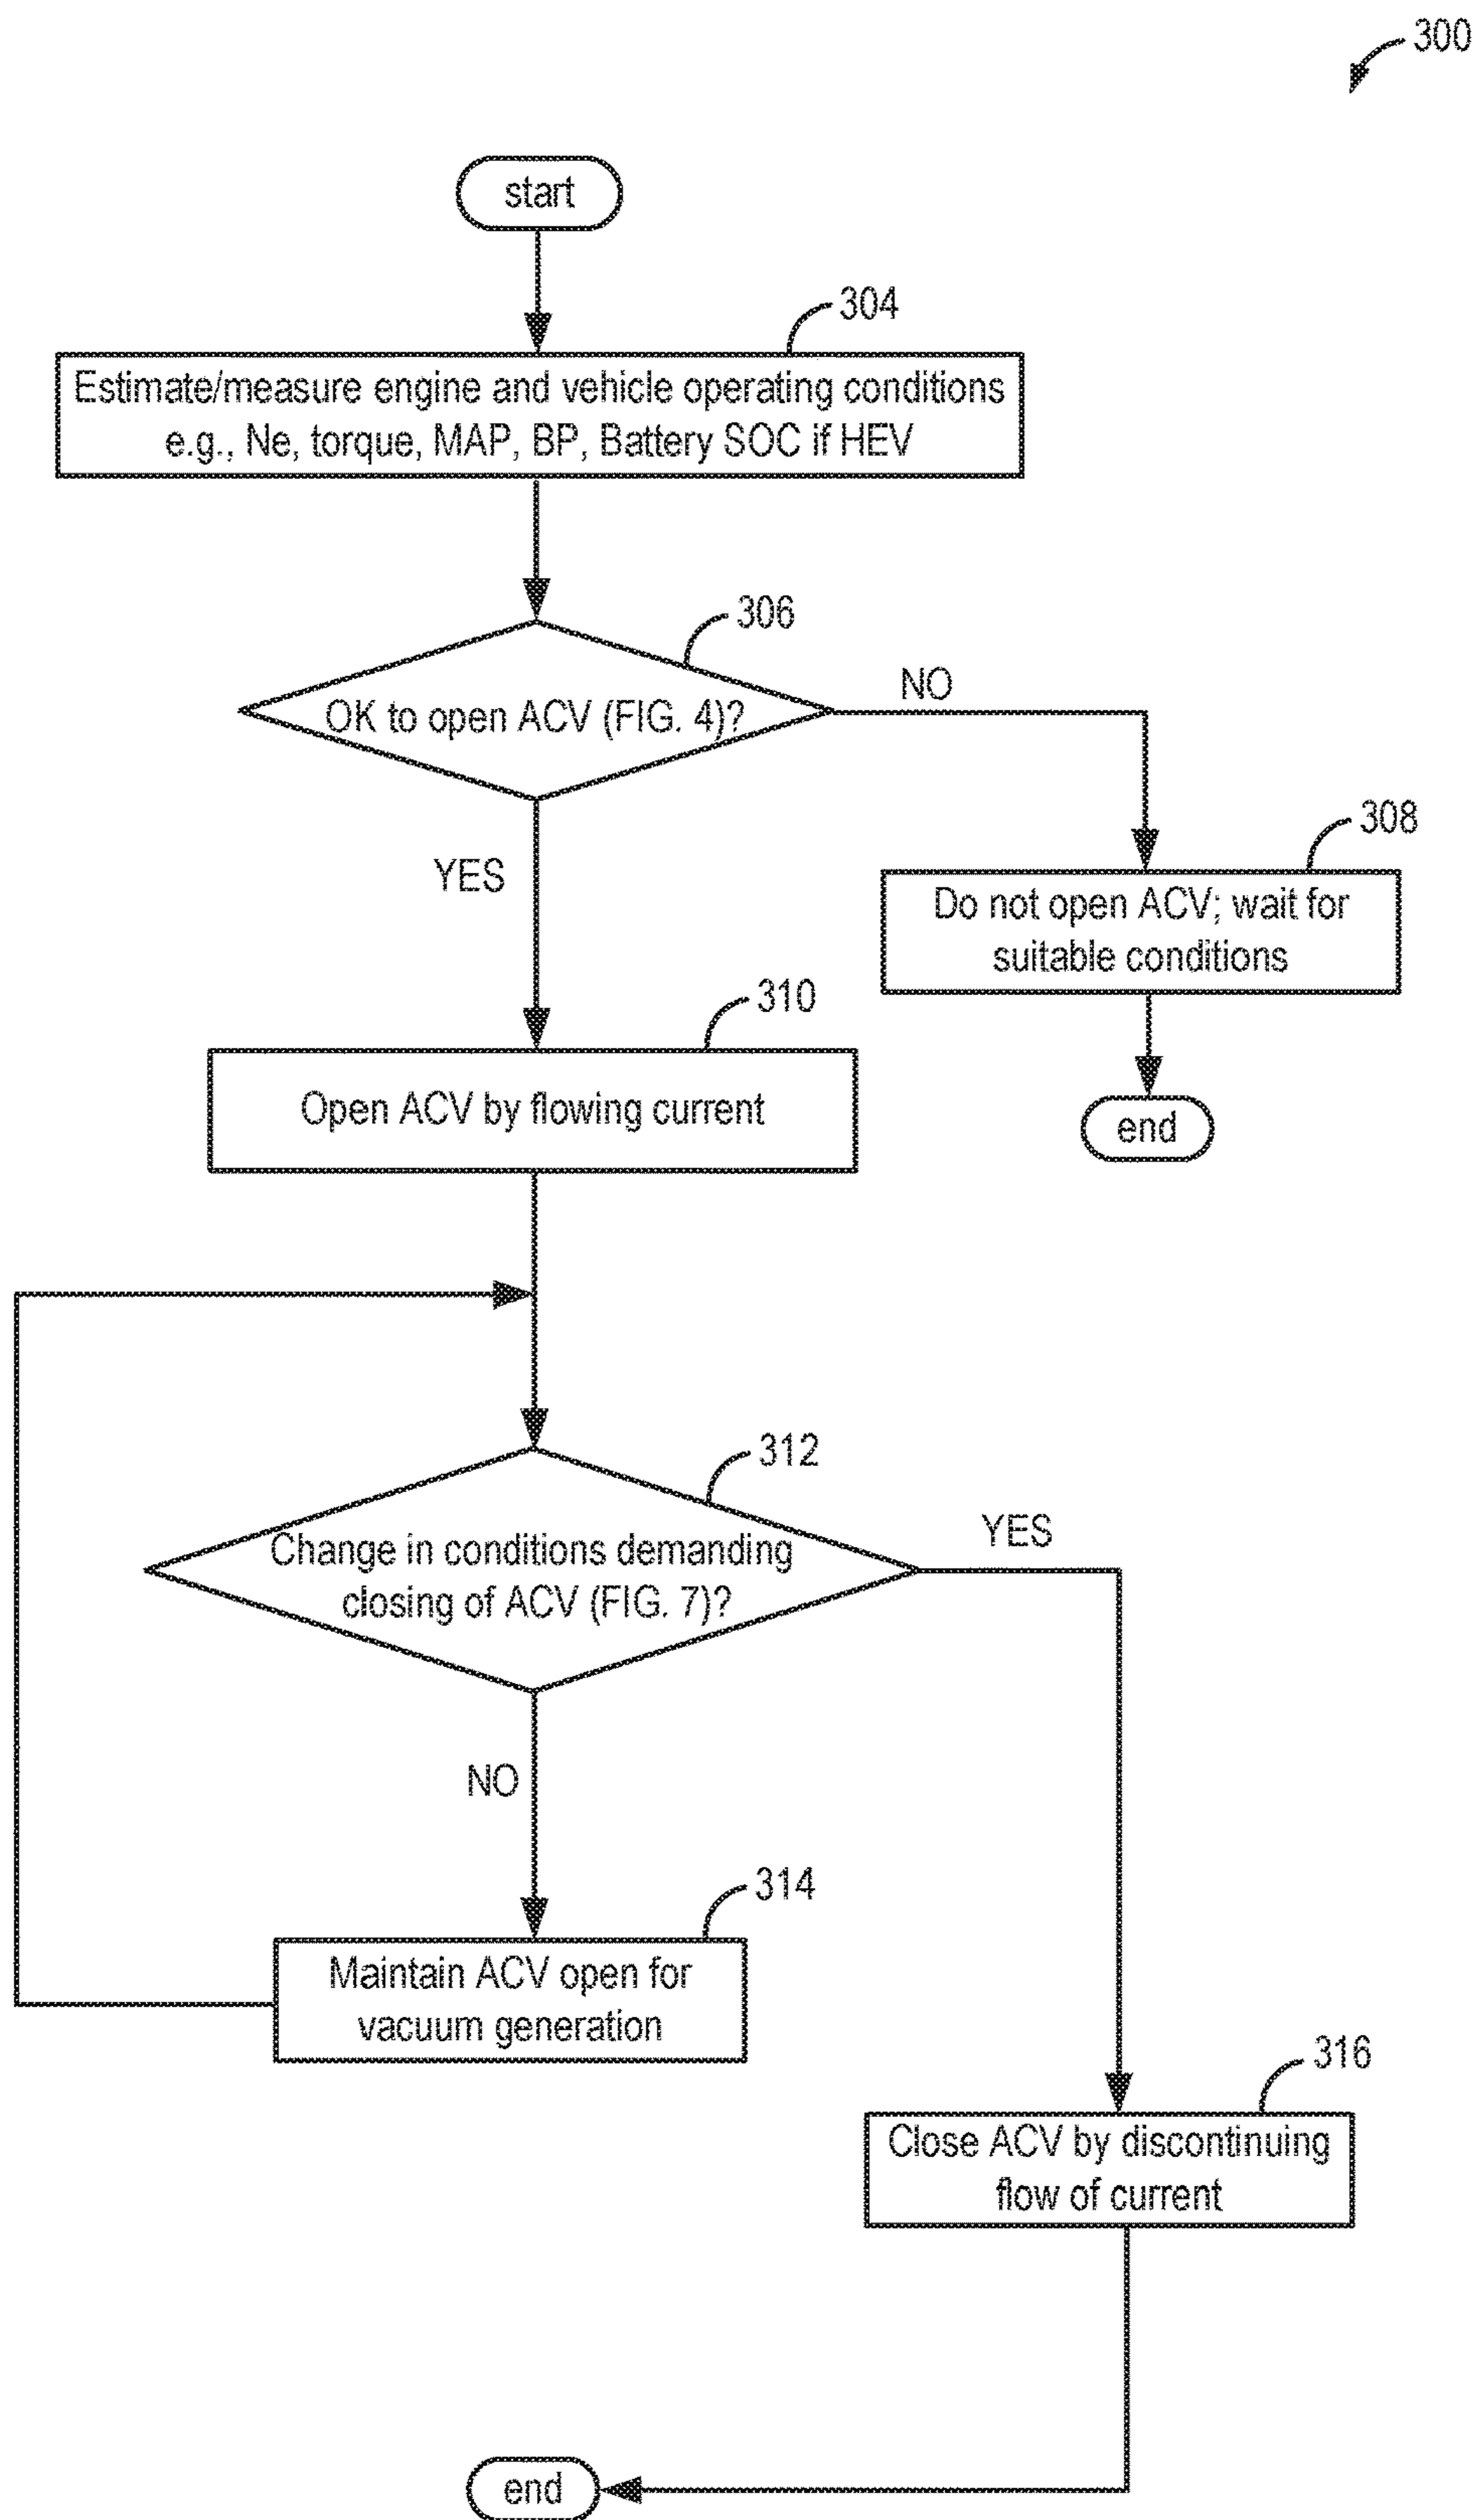 300
start
304
Estimate/measure engine and vehicle operating conditions
e.g., Ne, torque, MAP, BP, Battery SOC if HEV
306
OK to open ACV (FIG. 4)?
NO
YES
308
Do not open ACV; wait for
suitable conditions
end
310
Open ACV by flowing current
312
Change in conditions demanding
closing of ACV (FIG. 7)?
YES
NO
314
Maintain ACV open for
vacuum generation
316
Close ACV by discontinuing
flow of current
end